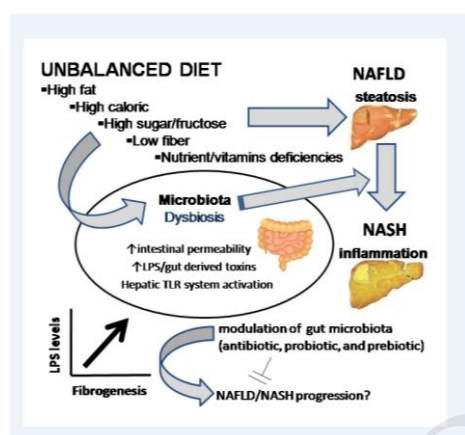 UNBALANCED DIET
▪High fat
▪High caloric
▪High sugar/fructose
▪Low fiber
▪Nutrient/vitamins deficiencies
NAFLD
steatosis
Microbiota
Dysbiosis
↑intestinal permeability
↑LPS/gut derived toxins
Hepatic TLR system activation
NASH
inflammation
LPS levels
Fibrogenesis
modulation of gut microbiota
(antibiotic, probiotic, and prebiotic)
NAFLD/NASH progression?